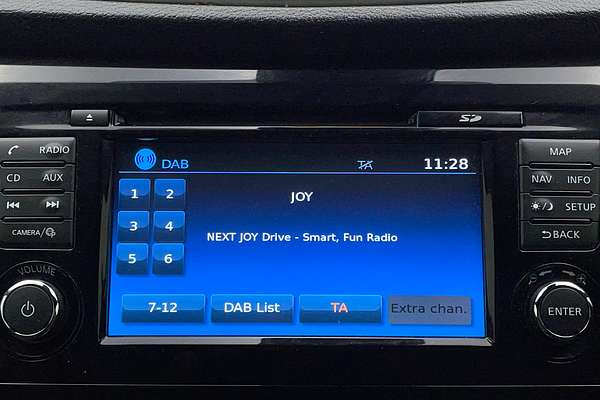 RADIO
CD AUX
CAMERA/
VOLUME
SD
DAB TA 11:28
1 2
3 4
5 6
JOY
NEXT JOY Drive - Smart, Fun Radio
7-12 DAB List TA Extra chan.
MAP
NAV INFO
SETUP
BACK
ENTER